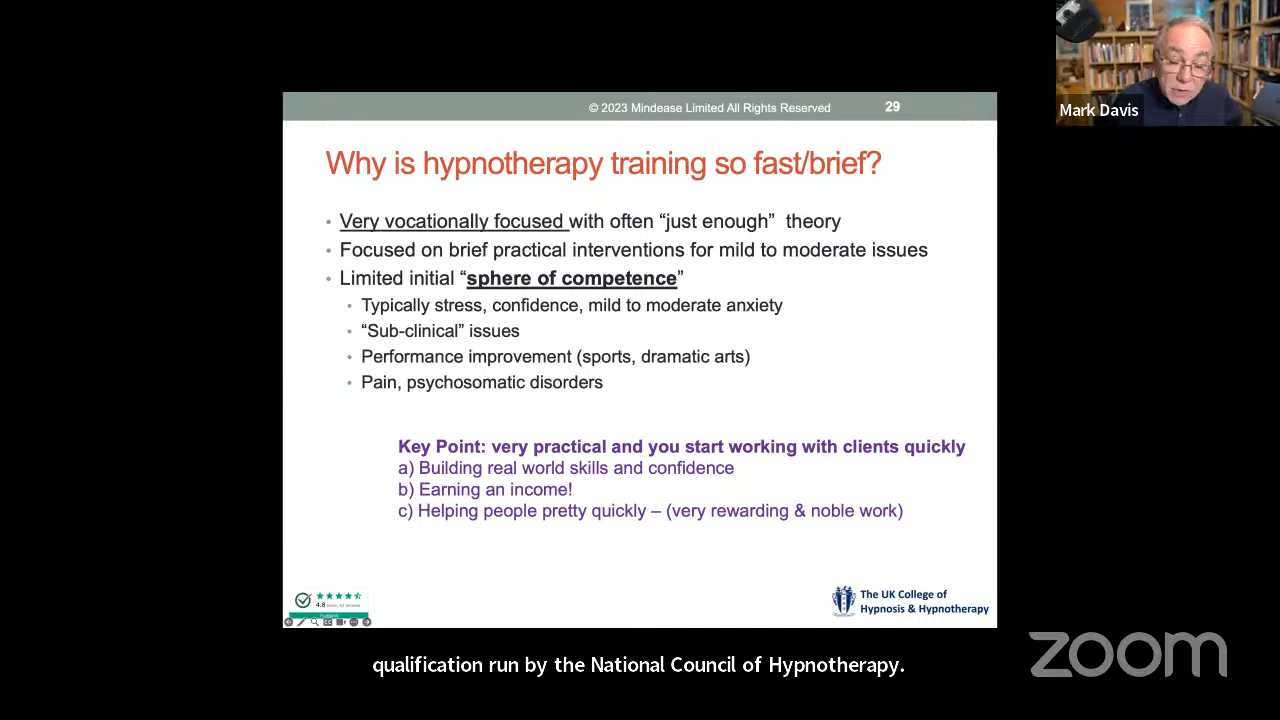 © 2023 Mindease Limited All Rights Reserved 29
Mark Davis
Why is hypnotherapy training so fast/brief?
• Very vocationally focused with often “just enough” theory
• Focused on brief practical interventions for mild to moderate issues
• Limited initial “sphere of competence”
• Typically stress, confidence, mild to moderate anxiety
• “Sub-clinical” issues
• Performance improvement (sports, dramatic arts)
• Pain, psychosomatic disorders
Key Point: very practical and you start working with clients quickly
a) Building real world skills and confidence
b) Earning an income!
c) Helping people pretty quickly – (very rewarding & noble work)
4.8
The UK College of
Hypnosis & Hypnotherapy
qualification run by the National Council of Hypnotherapy.
zoom